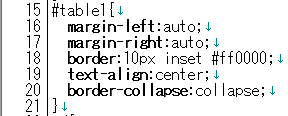 15 #table1{↓
16   margin-left:auto;↓
17   margin-right:auto;↓
18   border:10px inset #ff0000;↓
19   text-align:center;↓
20   border-collapse:collapse;↓
21 }↓